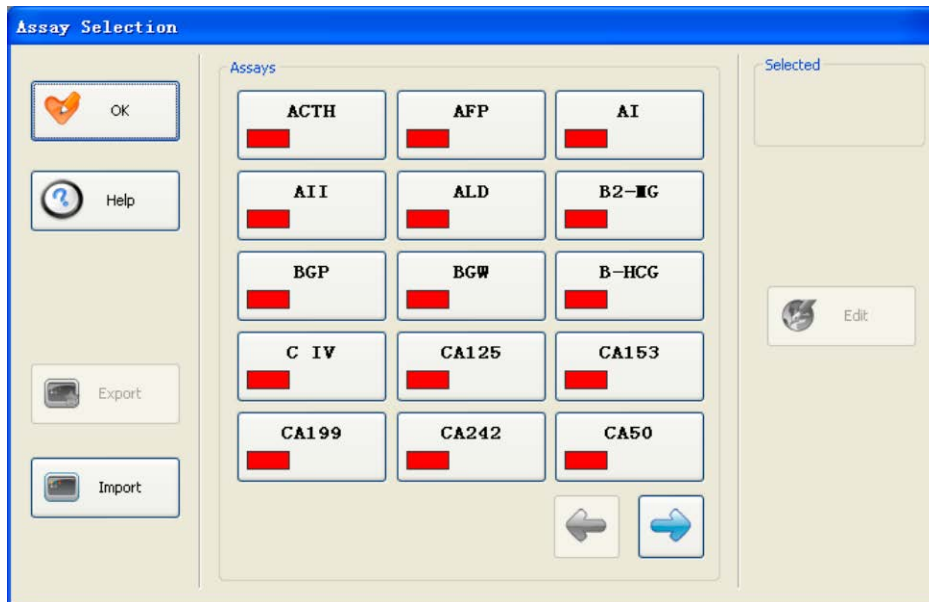 Assay Selection
OK
Help
Export
Import
Assays
ACTH AFP AI
AII ALD B2-MG
BGP BGW B-HCG
C IV CA125 CA153
CA199 CA242 CA50
Selected
Edit